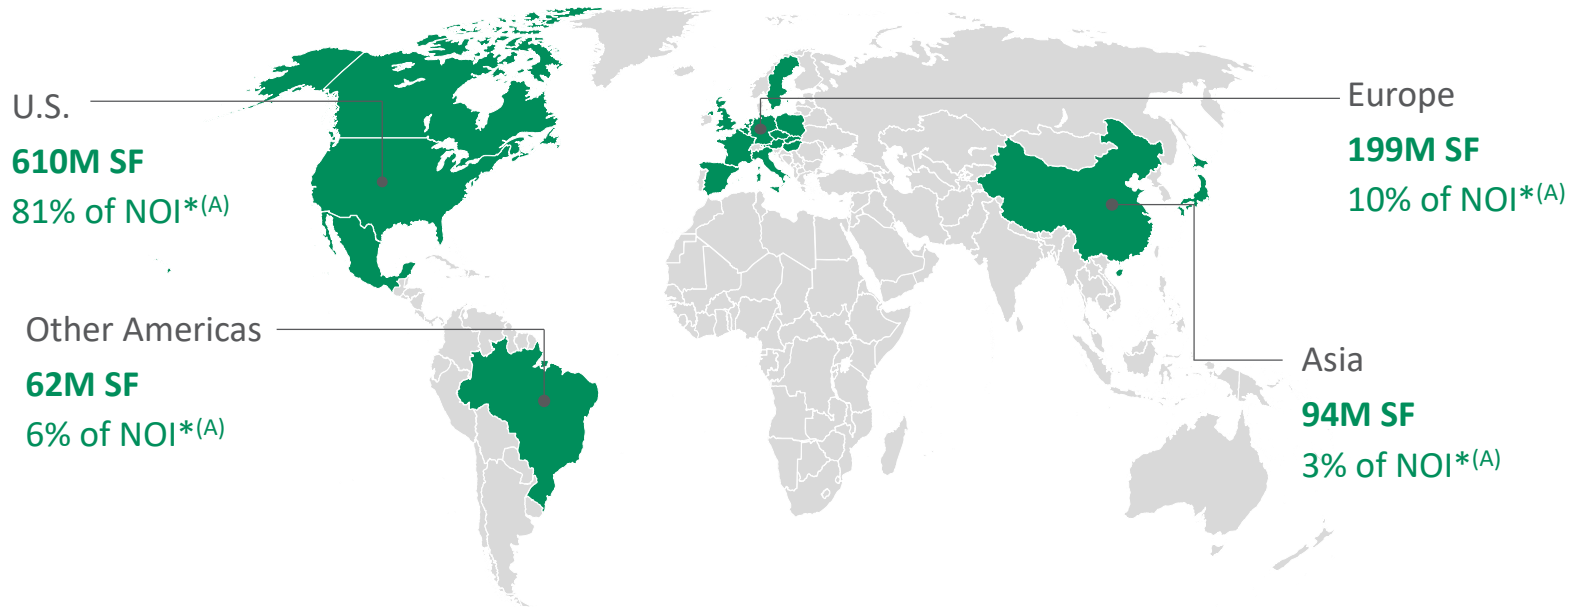 U.S.
610M SF
81% of NOI*(A)
Other Americas
62M SF
6% of NOI*(A)
Europe
199M SF
10% of NOI*(A)
Asia
94M SF
3% of NOI*(A)